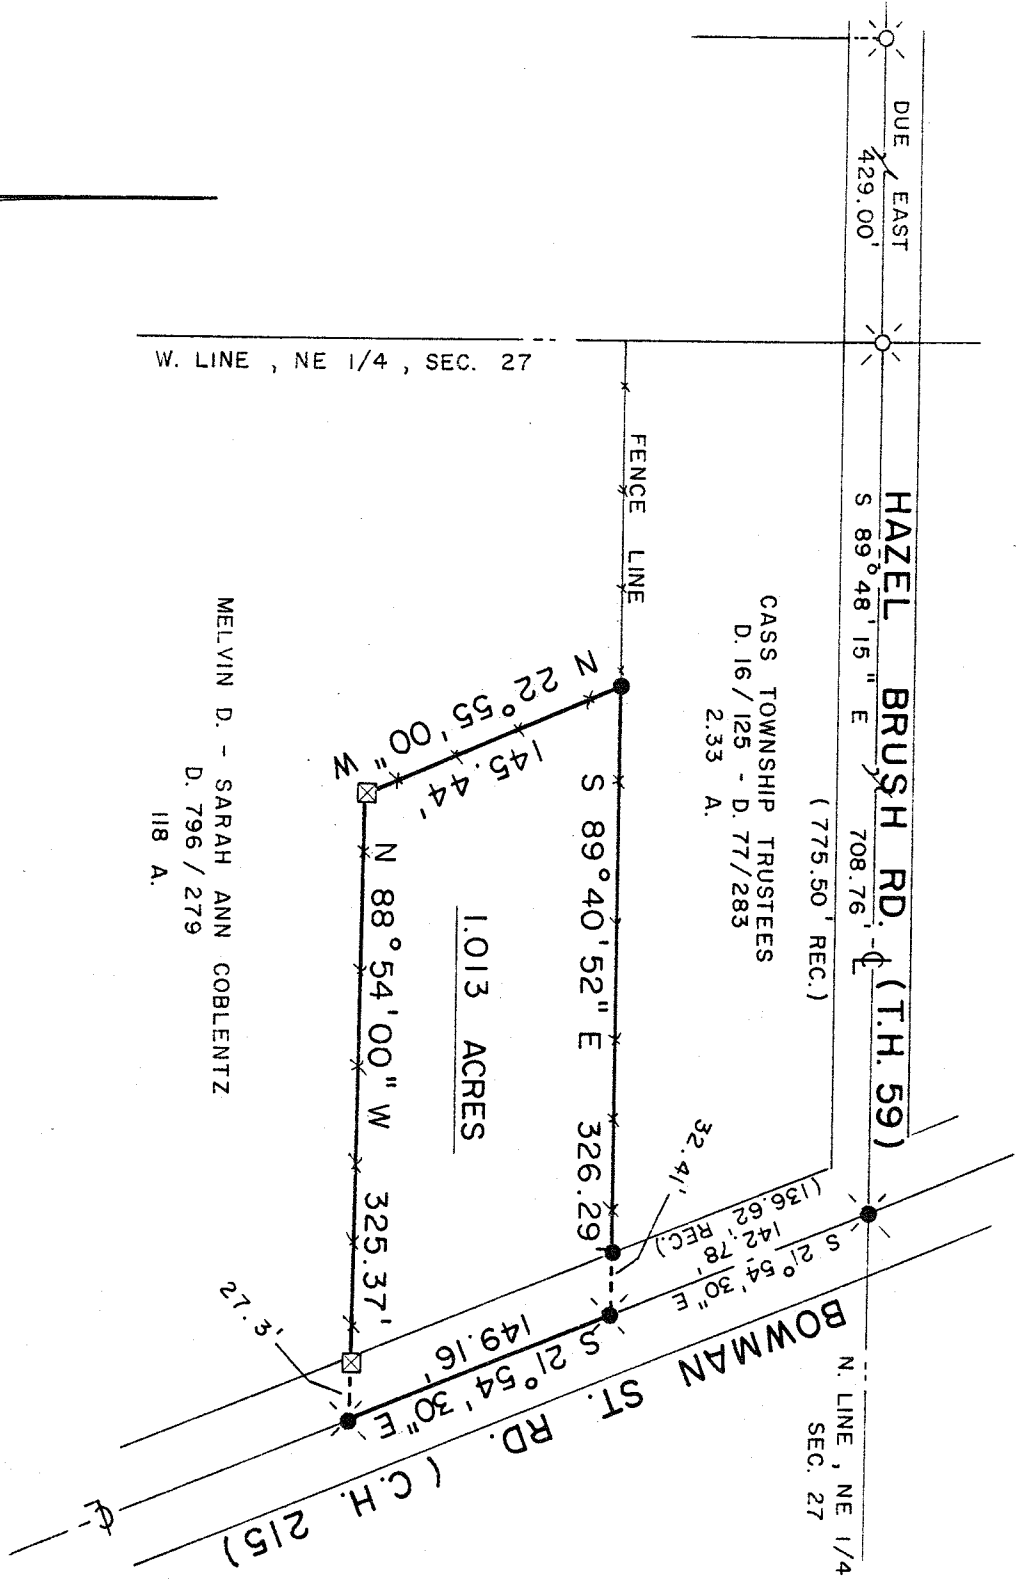 DUE EAST
429.00'
HAZEL BRUSH RD. (T.H. 59)
S 89°48'15" E 708.76' ℄
(775.50' REC.)
N. LINE, NE 1/4
SEC. 27
W. LINE, NE 1/4, SEC. 27
CASS TOWNSHIP TRUSTEES
D. 16/125 - D. 77/283
2.33 A.
(136.62' REC.)
142.78'
S 21°54'30" E
BOWMAN ST. RD. (C.H. 215)
FENCE LINE
S 89°40'52" E 326.29'
32.41'
N 22°55'00" W
145.44'
1.013 ACRES
149.16'
S 21°54'30" E
N 88°54'00" W 325.37'
27.3'
℄
MELVIN D. - SARAH ANN COBLENTZ
D. 796/279
118 A.